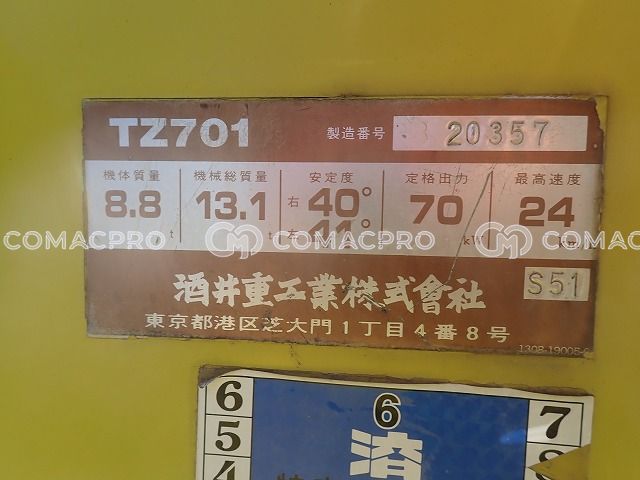 TZ701 製造番号 20357
機体質量 機械総質量 安定度 定格出力 最高速度
8.8 t 13.1 t 右 40° 70 24
左 41°
COMACPRO COMACPRO COMACPRO
酒井重工業株式會社 S51
東京都港区芝大門1丁目4番8号
6 6 7
5 済 8
4 9